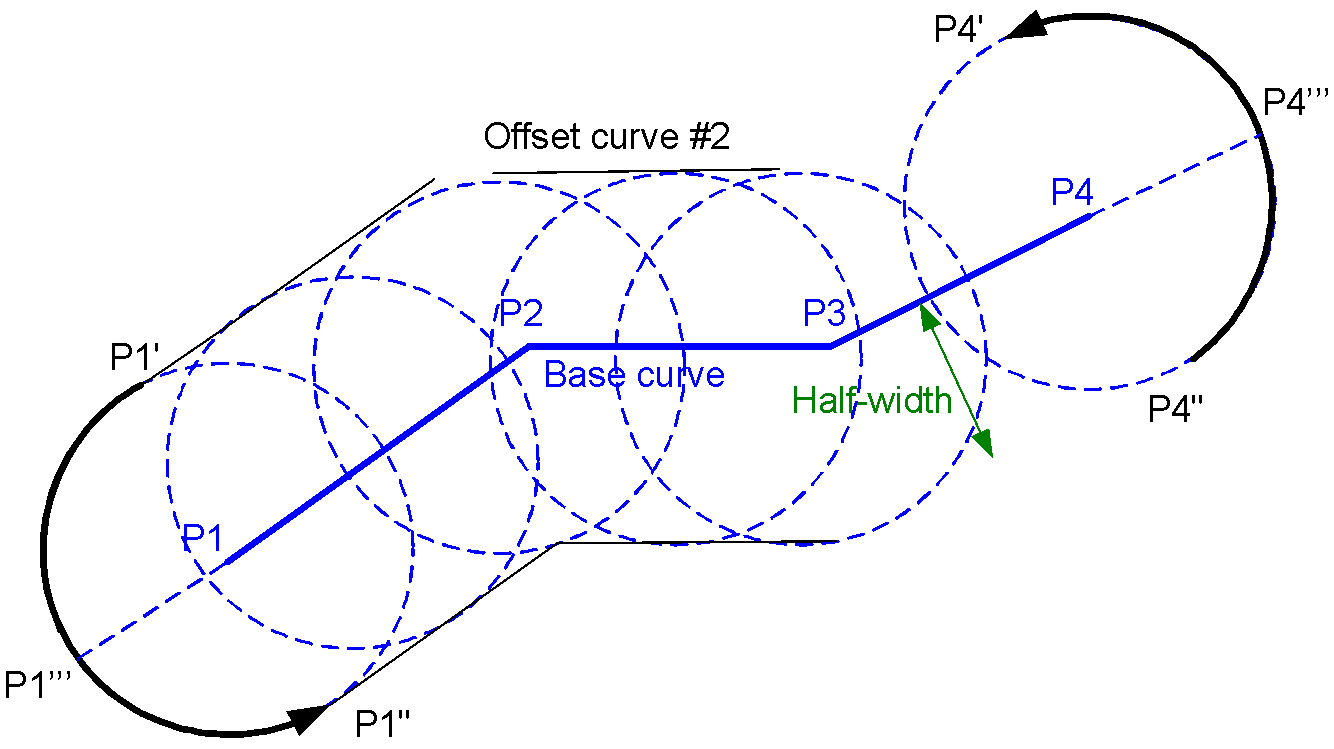 P4'
P4'''
Offset curve #2
P4
P2
P3
P1'
Base curve
Half-width
P4"
P1
P1'''
P1"